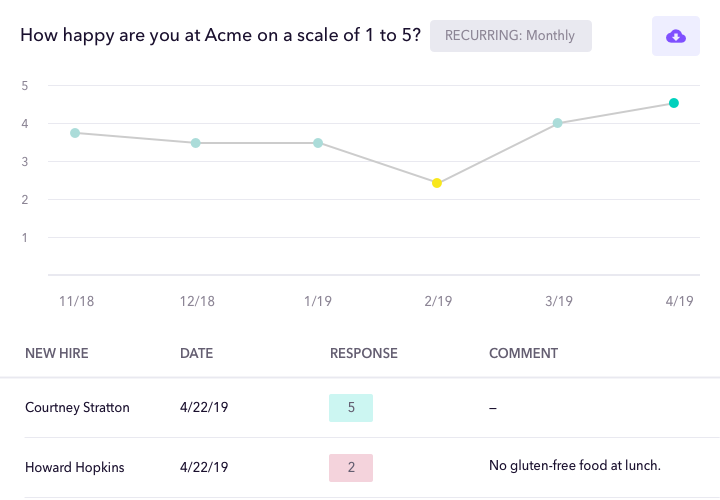 How happy are you at Acme on a scale of 1 to 5? RECURRING: Monthly
5
4
3
2
1
11/18 12/18 1/19 2/19 3/19 4/19
NEW HIRE DATE RESPONSE COMMENT
Courtney Stratton 4/22/19 5 –
Howard Hopkins 4/22/19 2 No gluten-free food at lunch.